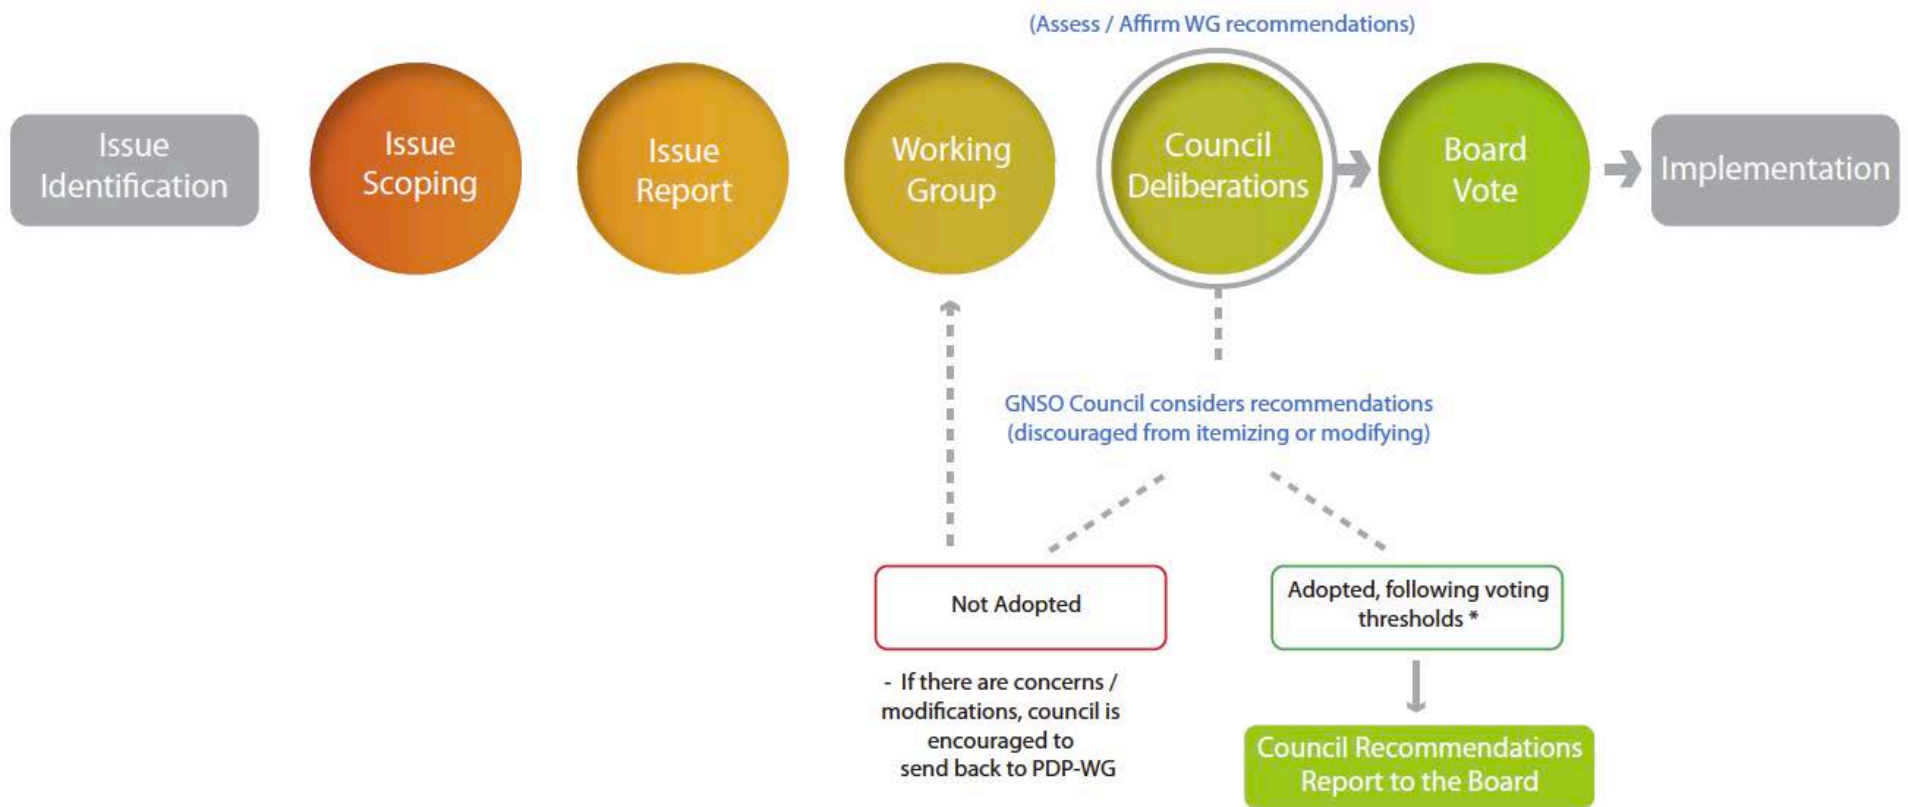 (Assess / Affirm WG recommendations)
Issue
Identification
Issue
Scoping
Issue
Report
Working
Group
Council
Deliberations
Board
Vote
Implementation
GNSO Council considers recommendations
(discouraged from itemizing or modifying)
Not Adopted
- If there are concerns /
modifications, council is
encouraged to
send back to PDP-WG
Adopted, following voting
thresholds *
Council Recommendations
Report to the Board